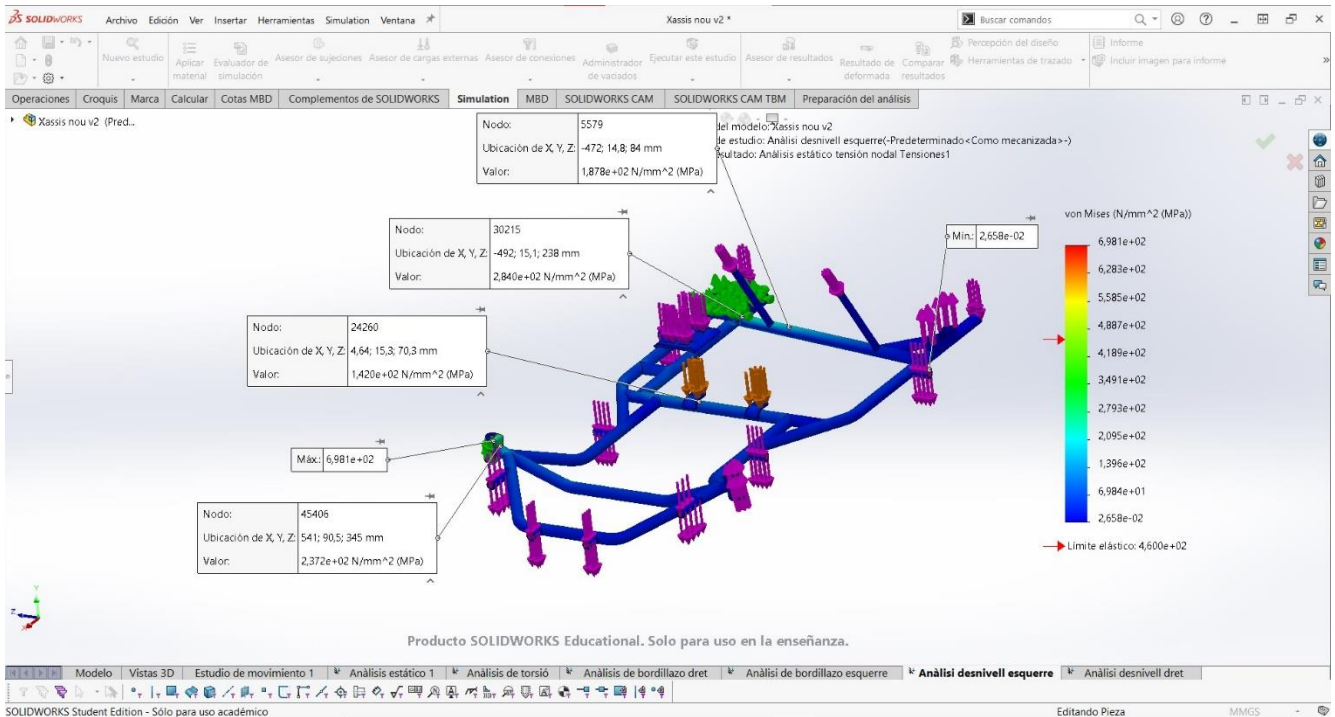 SOLIDWORKS Archivo Edición Ver Insertar Herramientas Simulation Ventana Xassis nou v2 * Buscar comandos
Nuevo estudio
Aplicar material
Evaluador de simulación
Asesor de sujeciones
Asesor de cargas externas
Asesor de conexiones
Administrador de vaciados
Ejecutar este estudio
Asesor de resultados
Resultado de deformada
Comparar resultados
Percepción del diseño
Herramientas de trazado
Informe
Incluir imagen para informe
Operaciones Croquis Marca Calcular Cotas MBD Complementos de SOLIDWORKS Simulation MBD SOLIDWORKS CAM SOLIDWORKS CAM TBM Preparación del análisis
Xassis nou v2 (Pred...
del modelo: Xassis nou v2
de estudio: Anàlisi desnivell esquerre(-Predeterminado<Como mecanizada>-)
sultado: Análisis estático tensión nodal Tensiones1
Nodo: 5579
Ubicación de X, Y, Z: -472; 14,8; 84 mm
Valor: 1,878e+02 N/mm^2 (MPa)
Nodo: 30215
Ubicación de X, Y, Z: -492; 15,1; 238 mm
Valor: 2,840e+02 N/mm^2 (MPa)
Nodo: 24260
Ubicación de X, Y, Z: 4,64; 15,3; 70,3 mm
Valor: 1,420e+02 N/mm^2 (MPa)
Máx.: 6,981e+02
Nodo: 45406
Ubicación de X, Y, Z: 541; 90,5; 345 mm
Valor: 2,372e+02 N/mm^2 (MPa)
Mín.: 2,658e-02
von Mises (N/mm^2 (MPa))
6,981e+02
6,283e+02
5,585e+02
4,887e+02
4,189e+02
3,491e+02
2,793e+02
2,095e+02
1,396e+02
6,984e+01
2,658e-02
Límite elástico: 4,600e+02
Y
Z
Producto SOLIDWORKS Educational. Solo para uso en la enseñanza.
Modelo Vistas 3D Estudio de movimiento 1 Anàlisis estático 1 Anàlisis de torsió Anàlisis de bordillazo dret Anàlisi de bordillazo esquerre Anàlisi desnivell esquerre Anàlisi desnivell dret
SOLIDWORKS Student Edition - Sólo para uso académico Editando Pieza MMGS